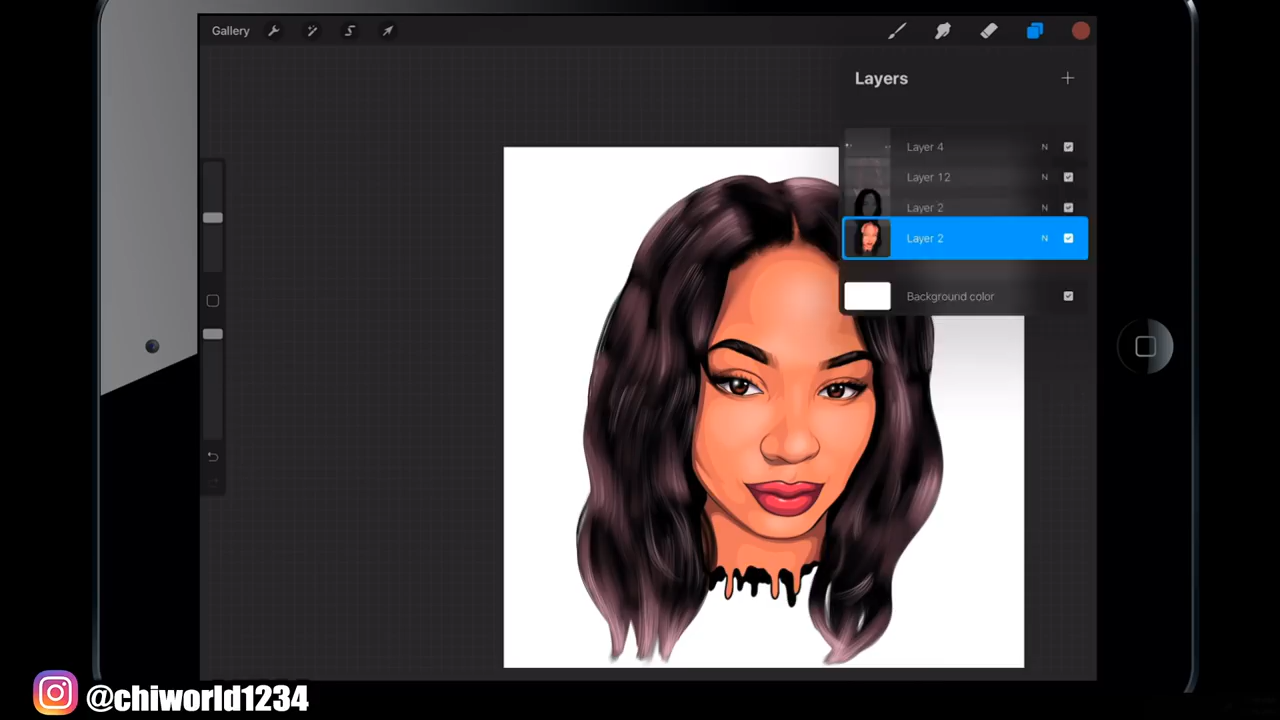 Gallery
Layers
Layer 4 N
Layer 12 N
Layer 2 N
Layer 2 N
Background color
@chiworld1234